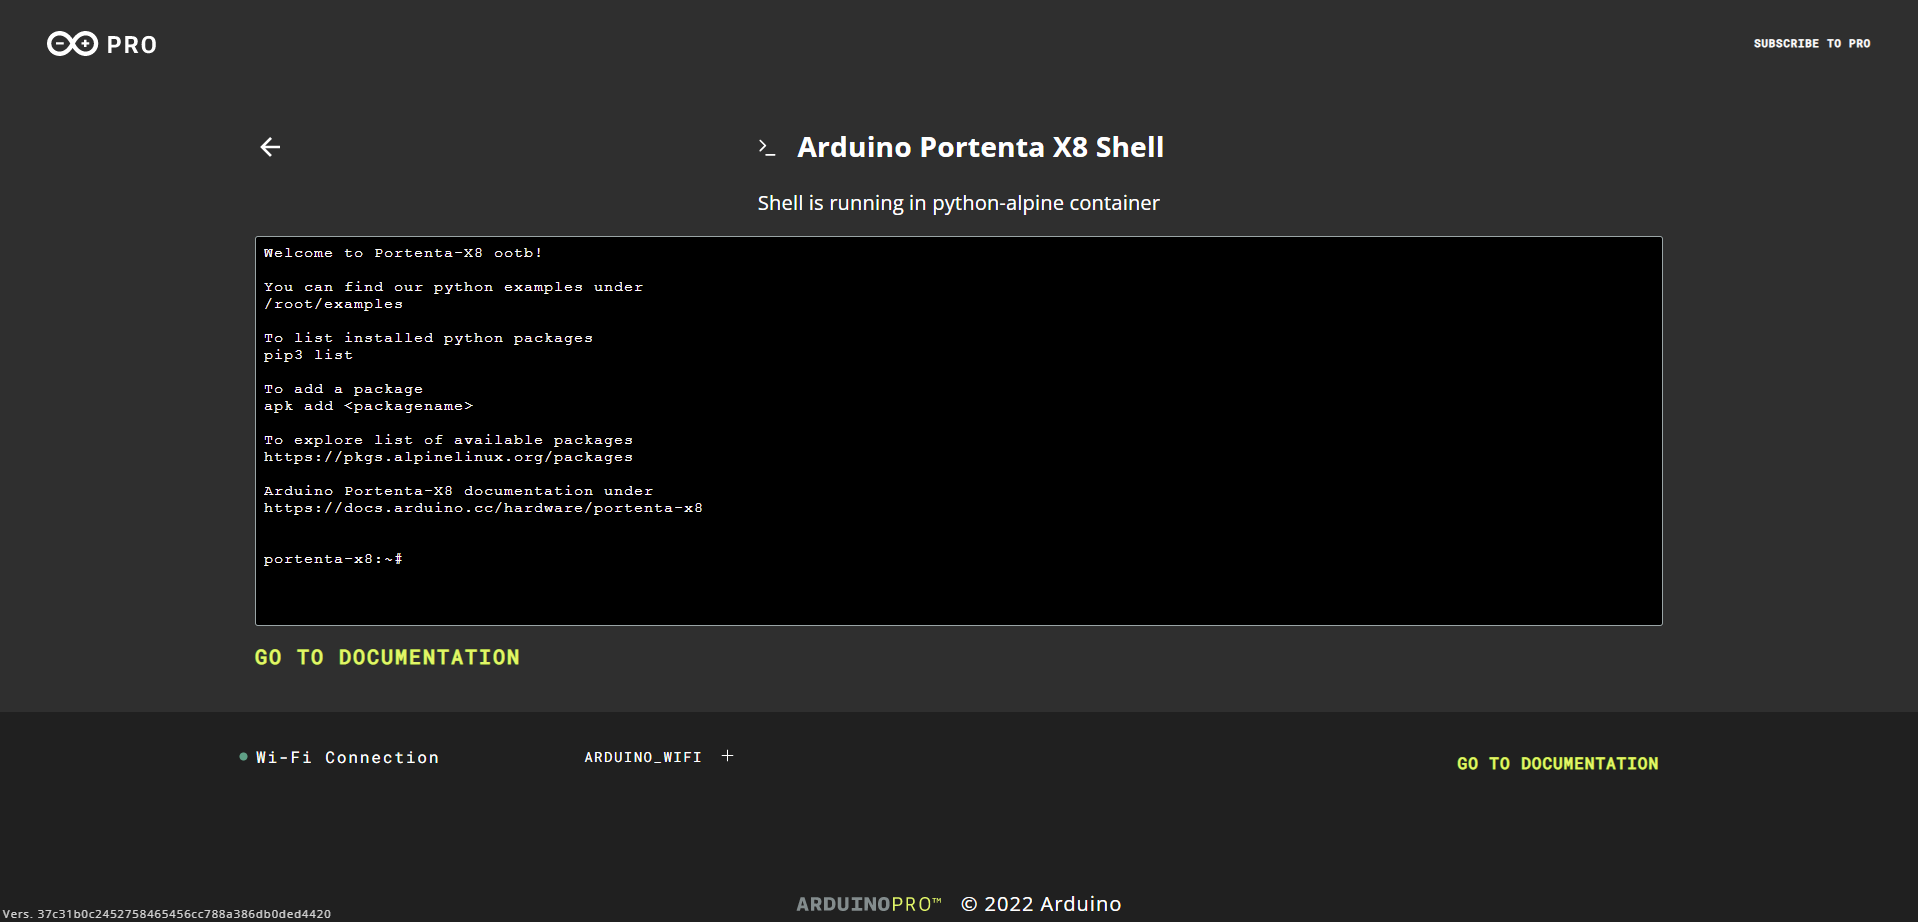 PRO
SUBSCRIBE TO PRO
Arduino Portenta X8 Shell
Shell is running in python-alpine container
Welcome to Portenta-X8 ootb!
You can find our python examples under
/root/examples
To list installed python packages
pip3 list
To add a package
apk add <packagename>
To explore list of available packages
https://pkgs.alpinelinux.org/packages
Arduino Portenta-X8 documentation under
https://docs.arduino.cc/hardware/portenta-x8
portenta-x8:~#
GO TO DOCUMENTATION
Wi-Fi Connection
ARDUINO_WIFI +
GO TO DOCUMENTATION
ARDUINOPRO™ © 2022 Arduino
Vers. 37c31b0c2452758465456cc788a386db0ded4420